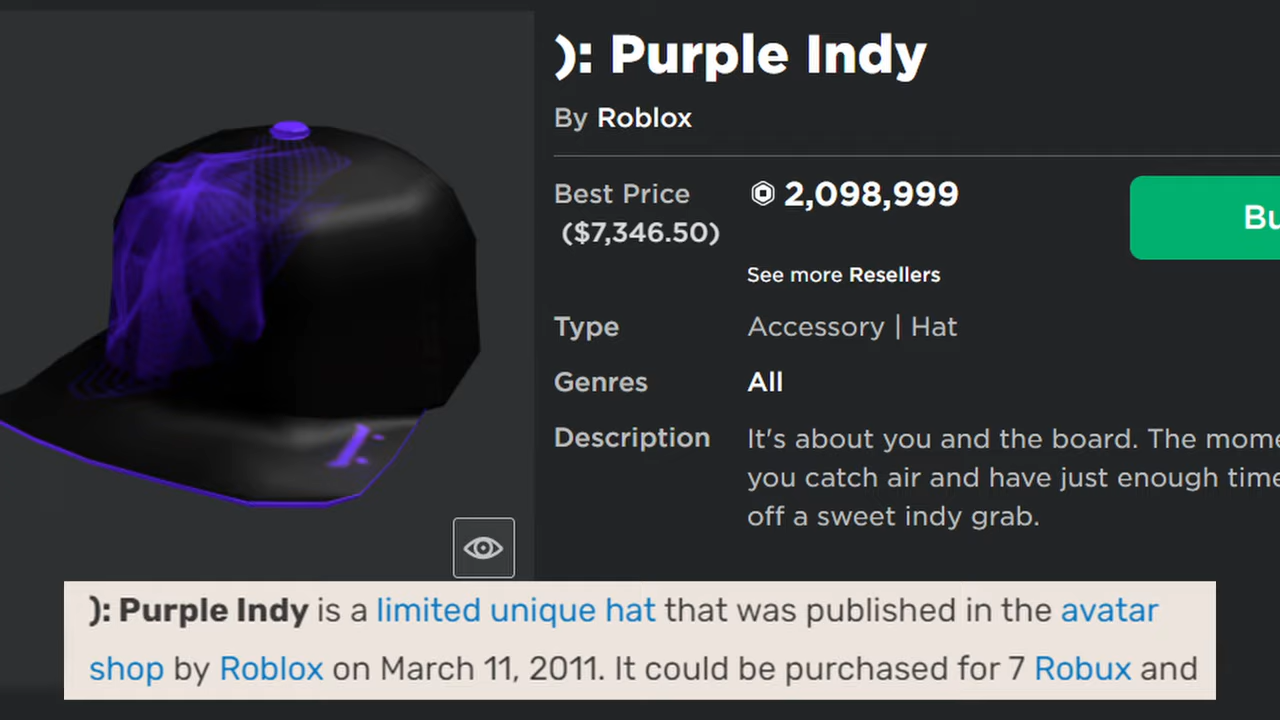 ): Purple Indy
By Roblox
Best Price 2,098,999
($7,346.50)
See more Resellers
Type Accessory | Hat
Genres All
Description It's about you and the board. The
you catch air and have just enough
off a sweet indy grab.
): Purple Indy is a limited unique hat that was published in the avatar
shop by Roblox on March 11, 2011. It could be purchased for 7 Robux and